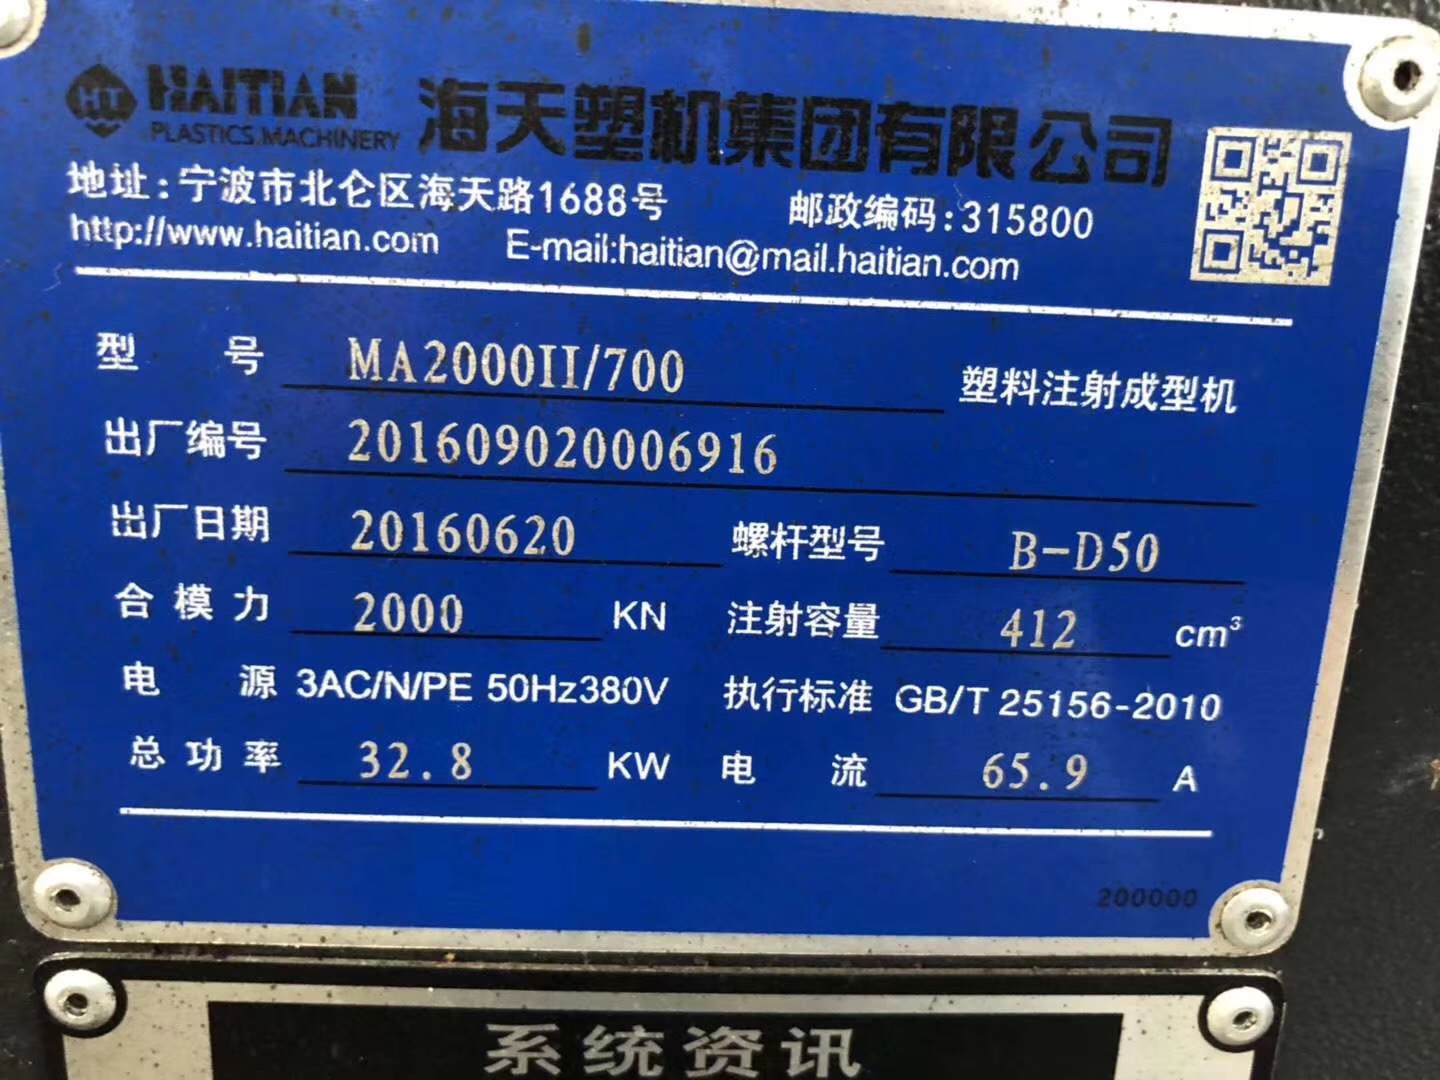 HT HAITIAN PLASTICS MACHINERY 海天塑机集团有限公司
地址:宁波市北仑区海天路1688号 邮政编码:315800
http://www.haitian.com E-mail:haitian@mail.haitian.com
型号 MA2000II/700 塑料注射成型机
出厂编号 201609020006916
出厂日期 20160620 螺杆型号 B-D50
合模力 2000 KN 注射容量 412 cm³
电源 3AC/N/PE 50Hz380V 执行标准 GB/T 25156-2010
总功率 32.8 KW 电流 65.9 A
200000
系统资讯